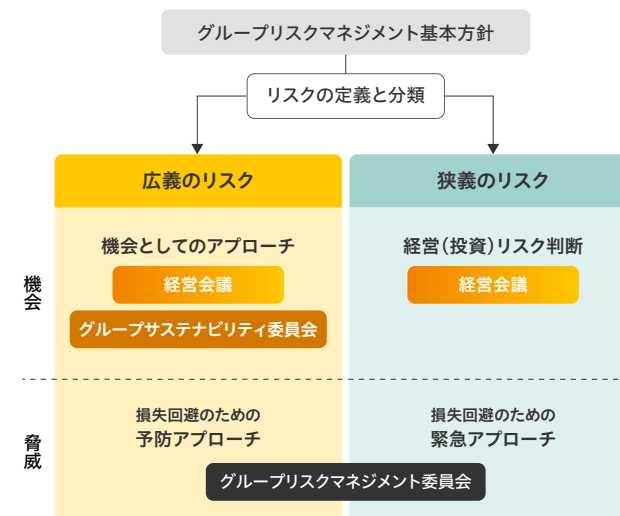 グループリスクマネジメント基本方針
リスクの定義と分類
広義のリスク
狭義のリスク
機会
機会としてのアプローチ
経営会議
グループサステナビリティ委員会
経営(投資)リスク判断
経営会議
脅威
損失回避のための
予防アプローチ
損失回避のための
緊急アプローチ
グループリスクマネジメント委員会